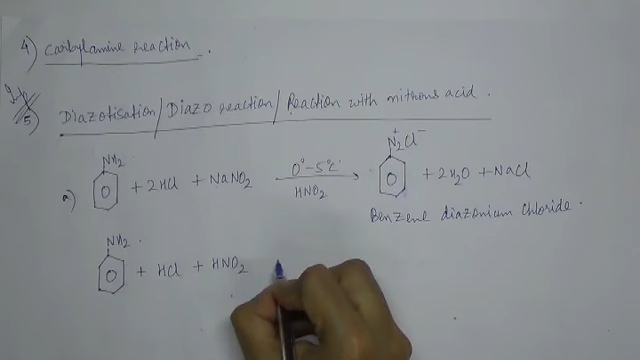 4) Carbylamine reaction .
5) Diazotisation / Diazo reaction / Reaction with nitrous acid .
a) NH2 + 2HCl + NaNO2 0°-5°C HNO2 → N2+Cl- + 2H2O + NaCl
Benzene diazonium chloride .
NH2 + HCl + HNO2